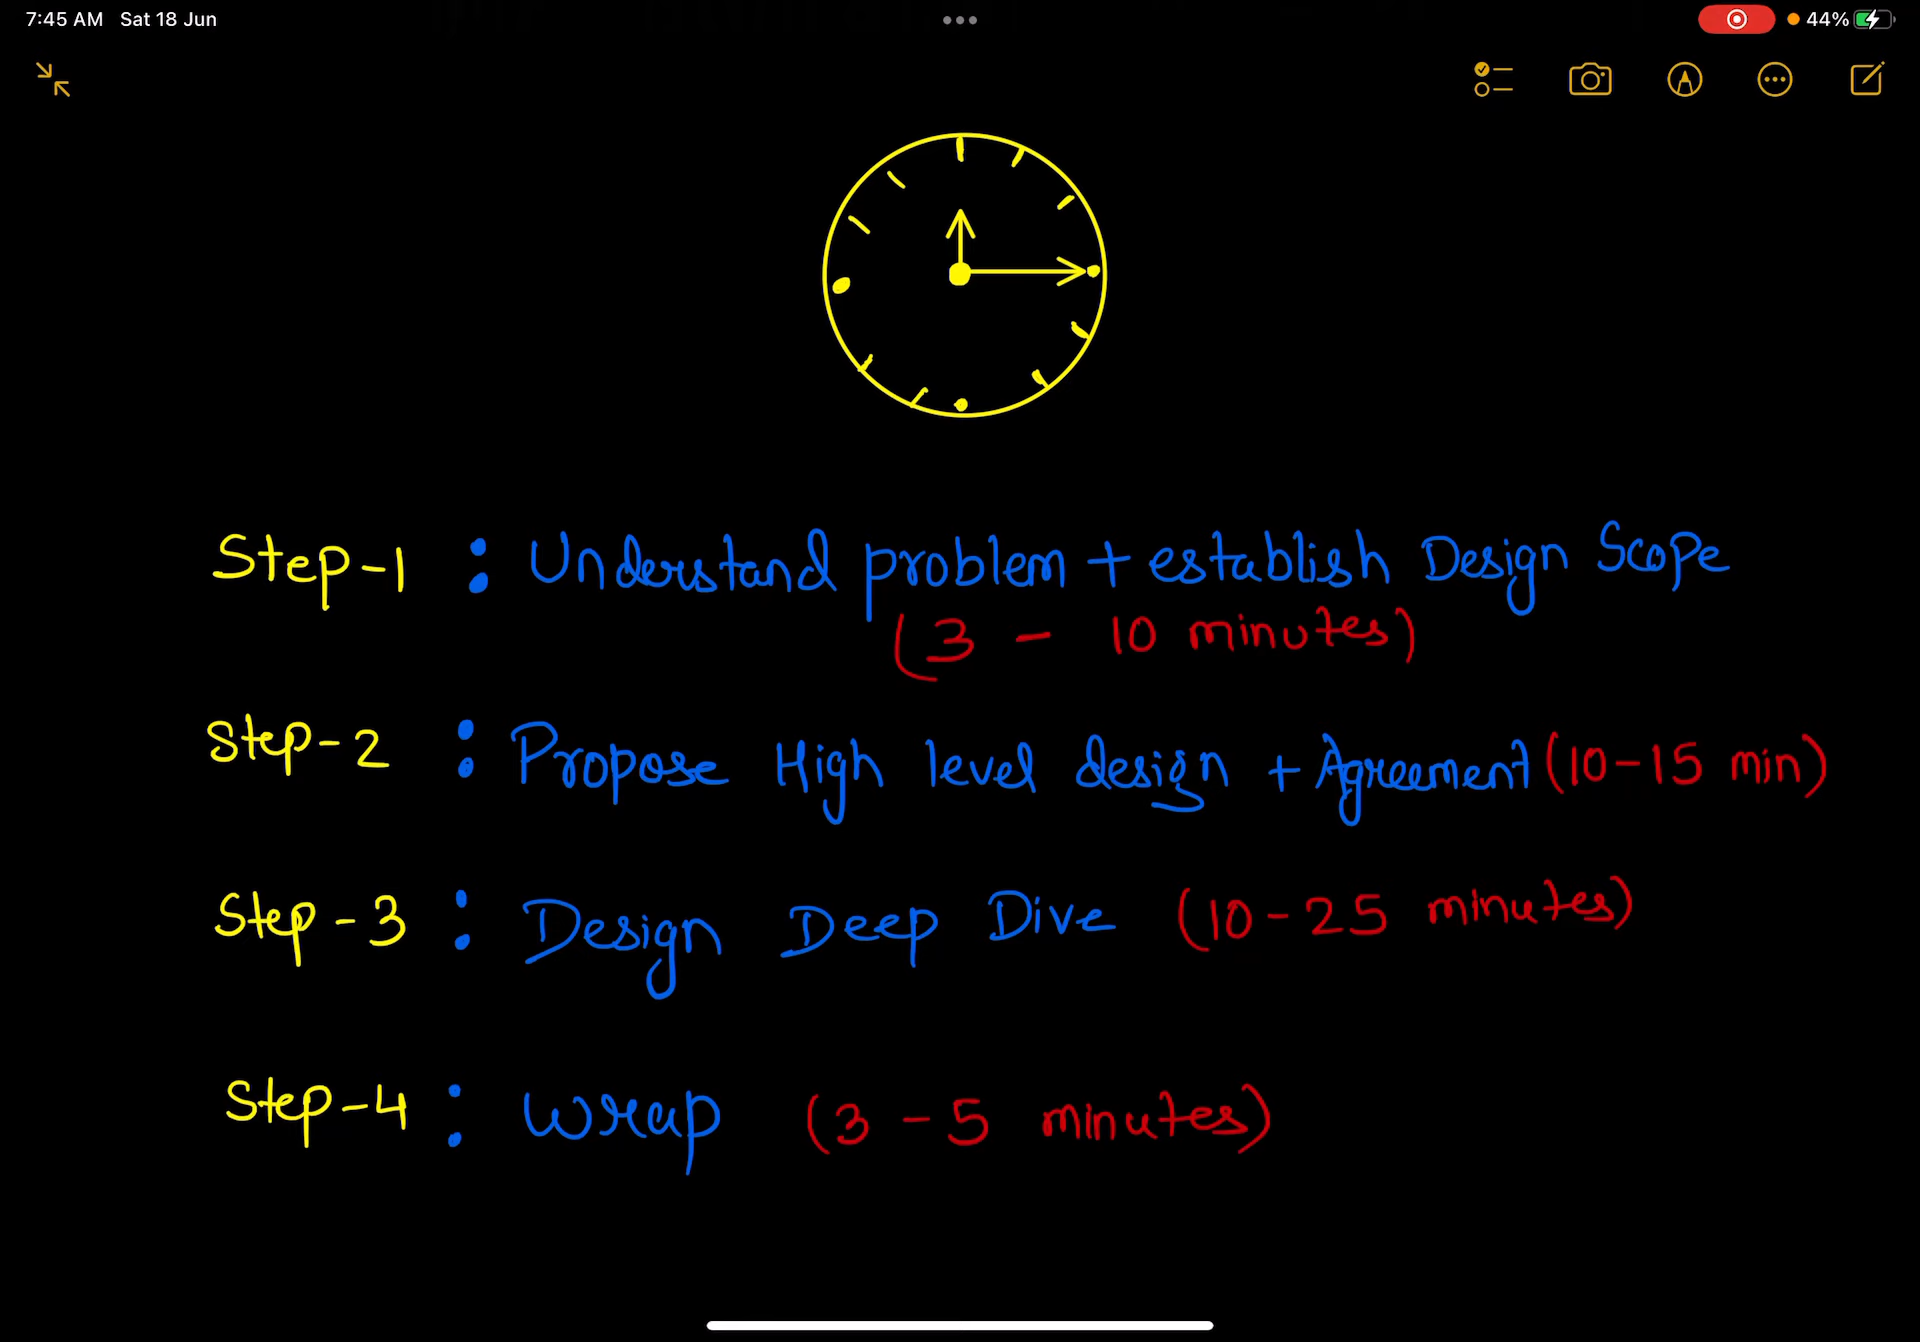 7:45 AM Sat 18 Jun
44%
Step-1 : Understand problem + establish Design Scope
(3 - 10 minutes)
Step-2 : Propose High level design + Agreement (10-15 min)
Step-3 : Design Deep Dive (10-25 minutes)
Step-4 : Wrap (3 - 5 minutes)